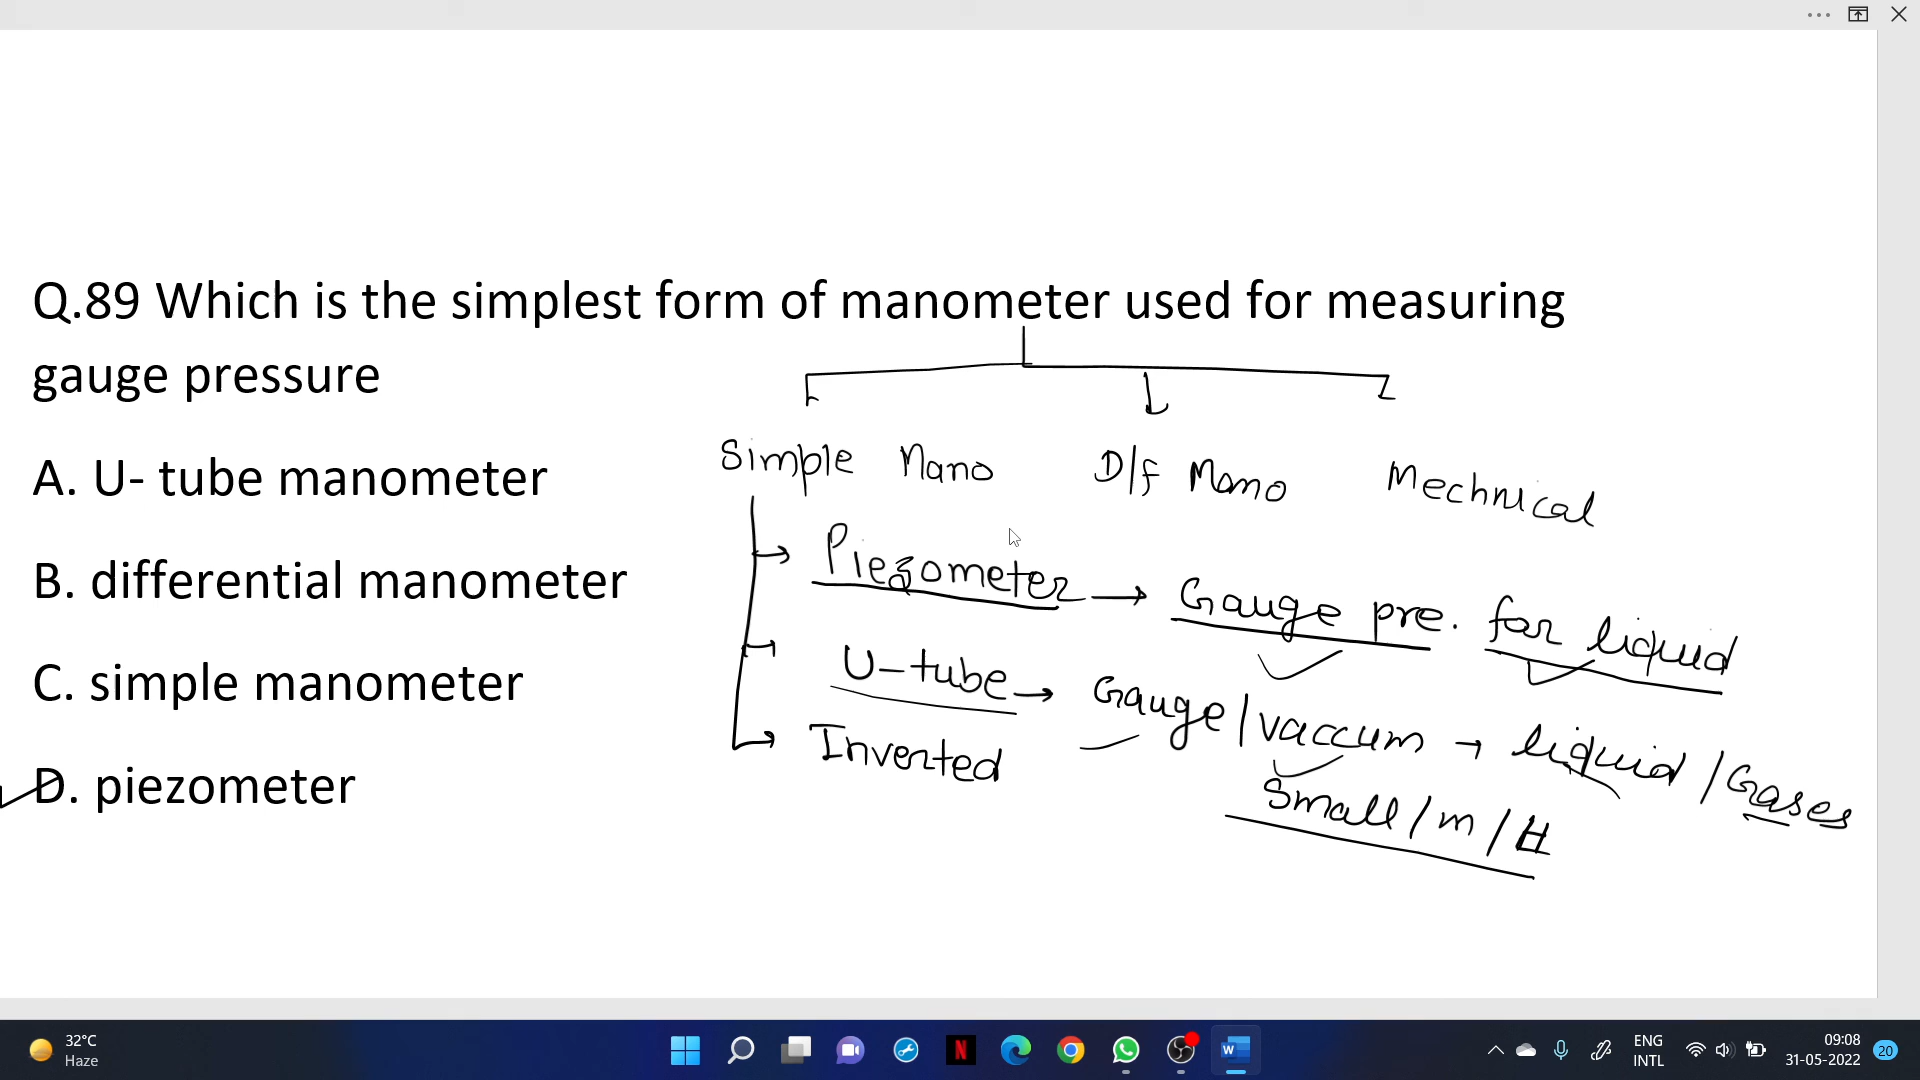 Q.89 Which is the simplest form of manometer used for measuring
gauge pressure
A. U- tube manometer
B. differential manometer
C. simple manometer
D. piezometer
Simple Mano
D/f Mano
Mechnical
Piezometer → Gauge pre. for liquid
U-tube → Gauge/vaccum → liquid/Gases
Small/m/H
Inverted
32°C
Haze
ENG
INTL
09:08
31-05-2022
20